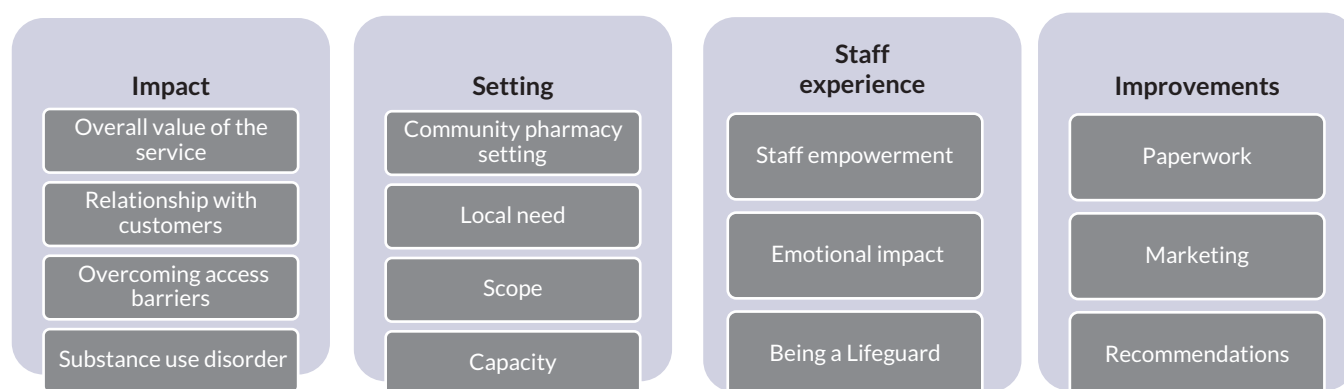 Impact
Overall value of the
service
Relationship with
customers
Overcoming access
barriers
Substance use disorder
Setting
Community pharmacy
setting
Local need
Scope
Capacity
Staff
experience
Staff empowerment
Emotional impact
Being a Lifeguard
Improvements
Paperwork
Marketing
Recommendations